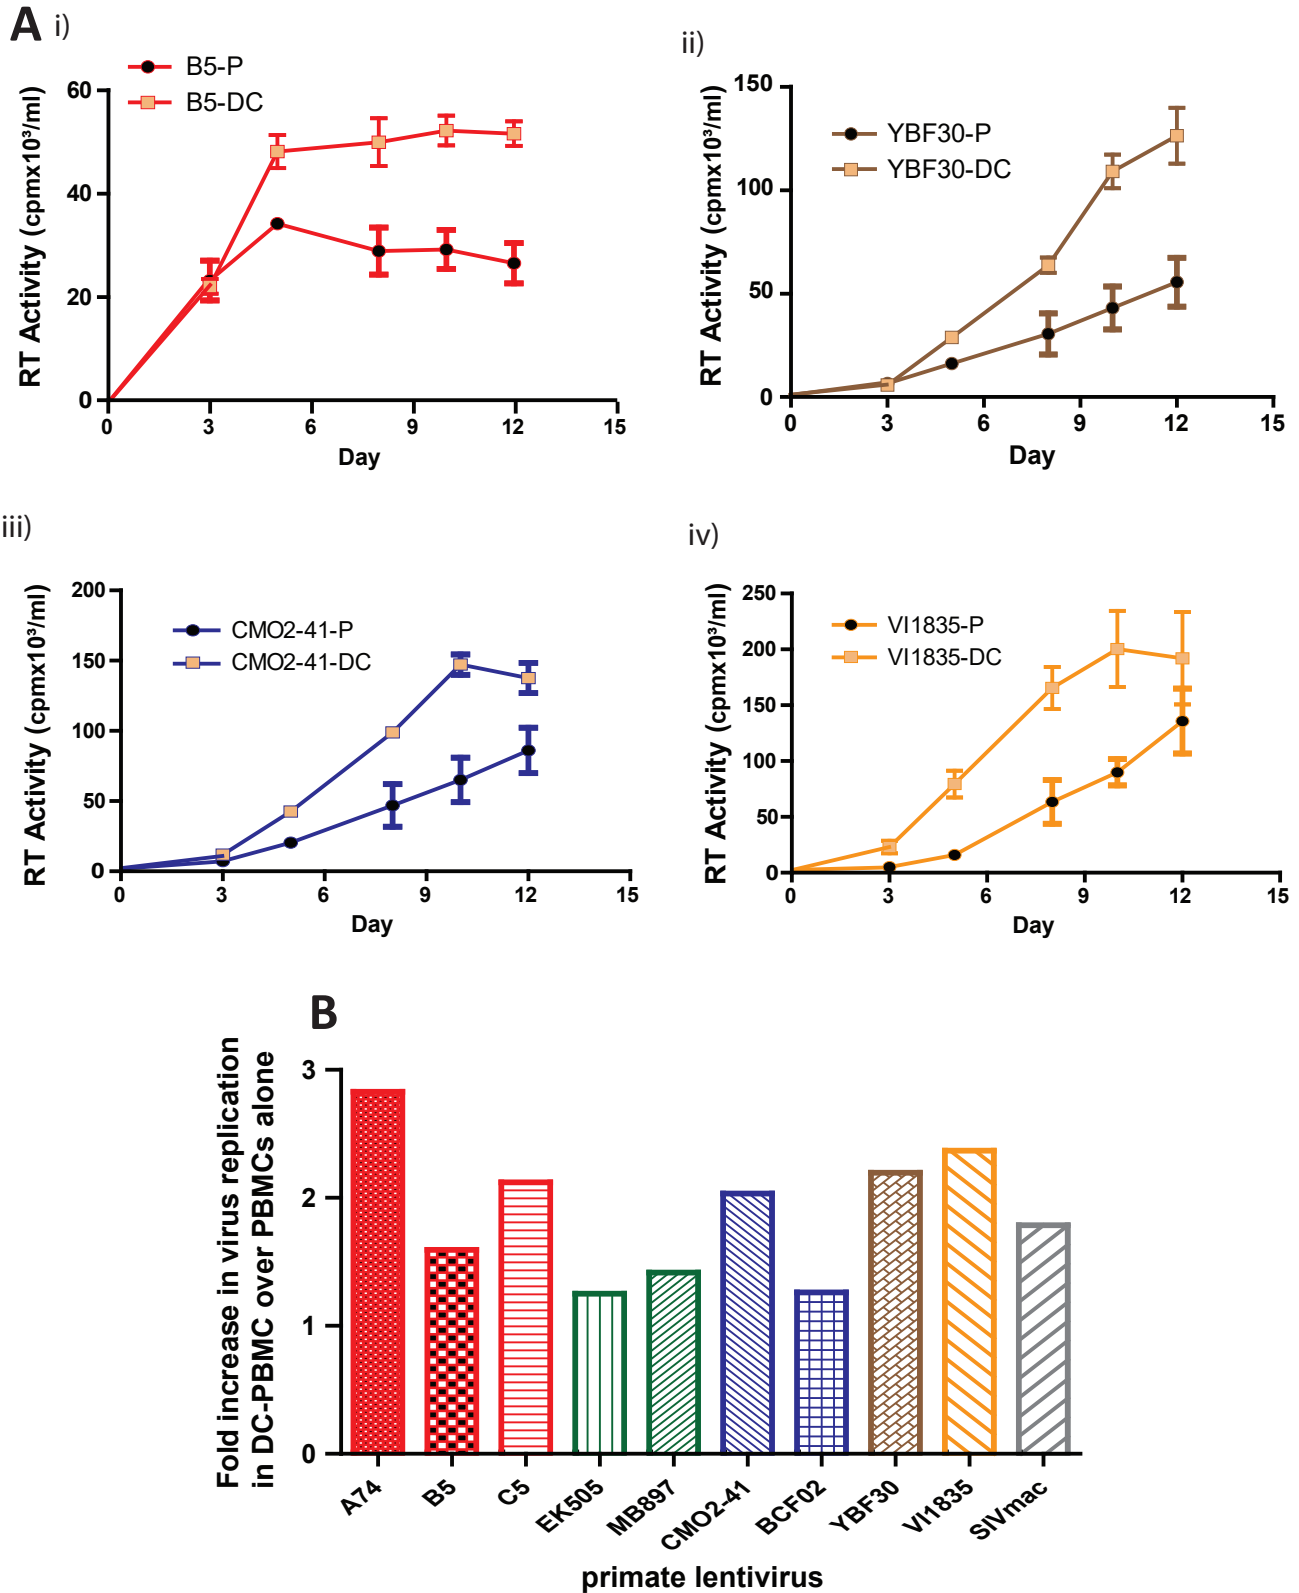 A i)
B5-P
B5-DC
RT Activity (cpmx10³/ml)
60
40
20
0
0 3 6 9 12 15
Day
ii)
YBF30-P
YBF30-DC
RT Activity (cpmx10³/ml)
150
100
50
0
0 3 6 9 12 15
Day
iii)
CMO2-41-P
CMO2-41-DC
RT Activity (cpmx10³/ml)
200
150
100
50
0
0 3 6 9 12 15
Day
iv)
VI1835-P
VI1835-DC
RT Activity (cpmx10³/ml)
250
200
150
100
50
0
0 3 6 9 12 15
Day
B
Fold increase in virus replication
in DC-PBMC over PBMCs alone
3
2
1
0
A74
B5
C5
EK505
MB897
CMO2-41
BCF02
YBF30
VI1835
SIVmac
primate lentivirus